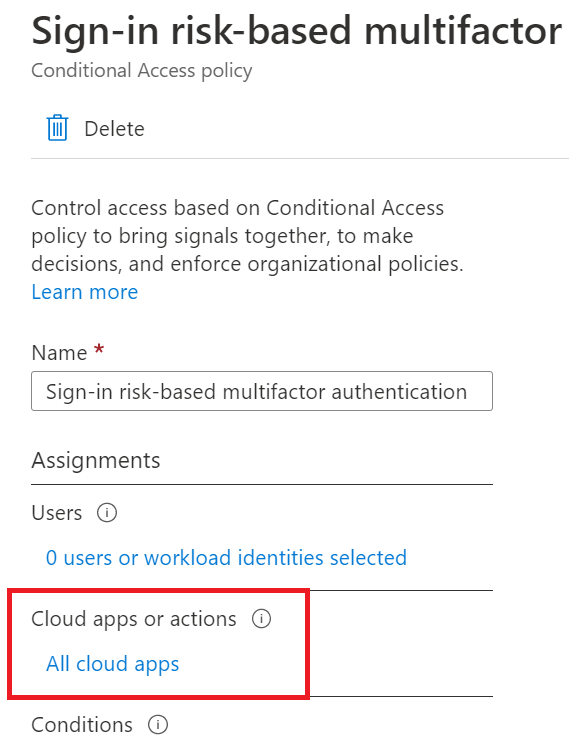 Sign-in risk-based multifactor
Conditional Access policy
Delete
Control access based on Conditional Access
policy to bring signals together, to make
decisions, and enforce organizational policies.
Learn more
Name *
Sign-in risk-based multifactor authentication
Assignments
Users
0 users or workload identities selected
Cloud apps or actions
All cloud apps
Conditions